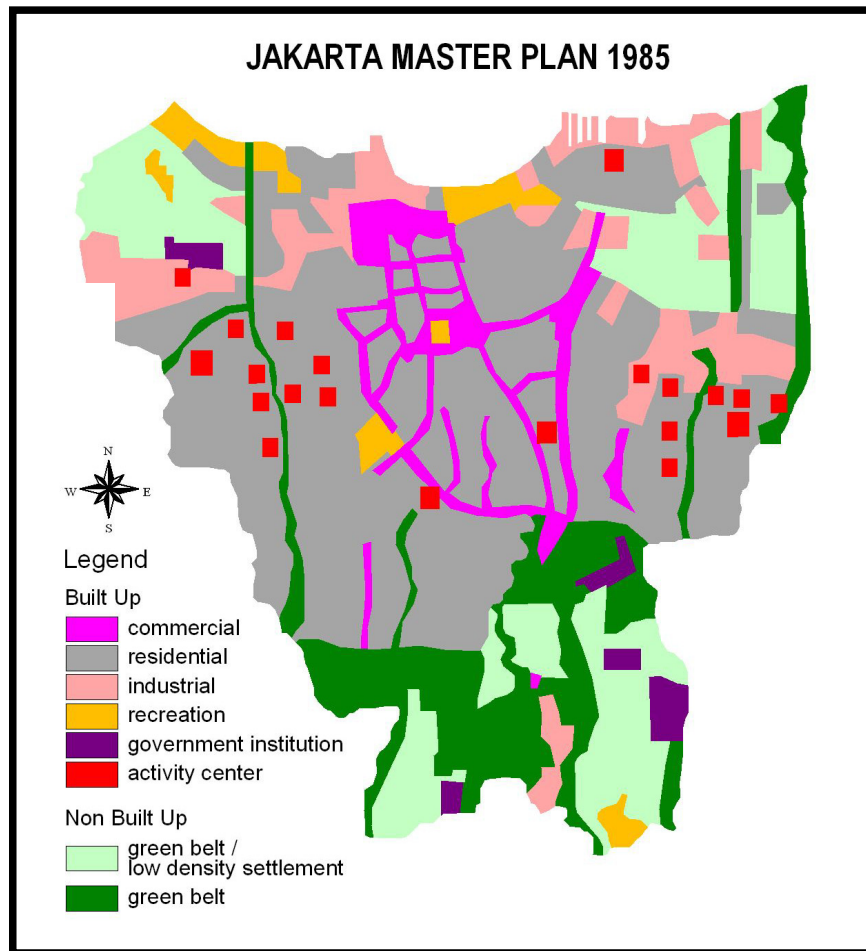 JAKARTA MASTER PLAN 1985
N
W
E
S
Legend
Built Up
commercial
residential
industrial
recreation
government institution
activity center
Non Built Up
green belt /
low density settlement
green belt